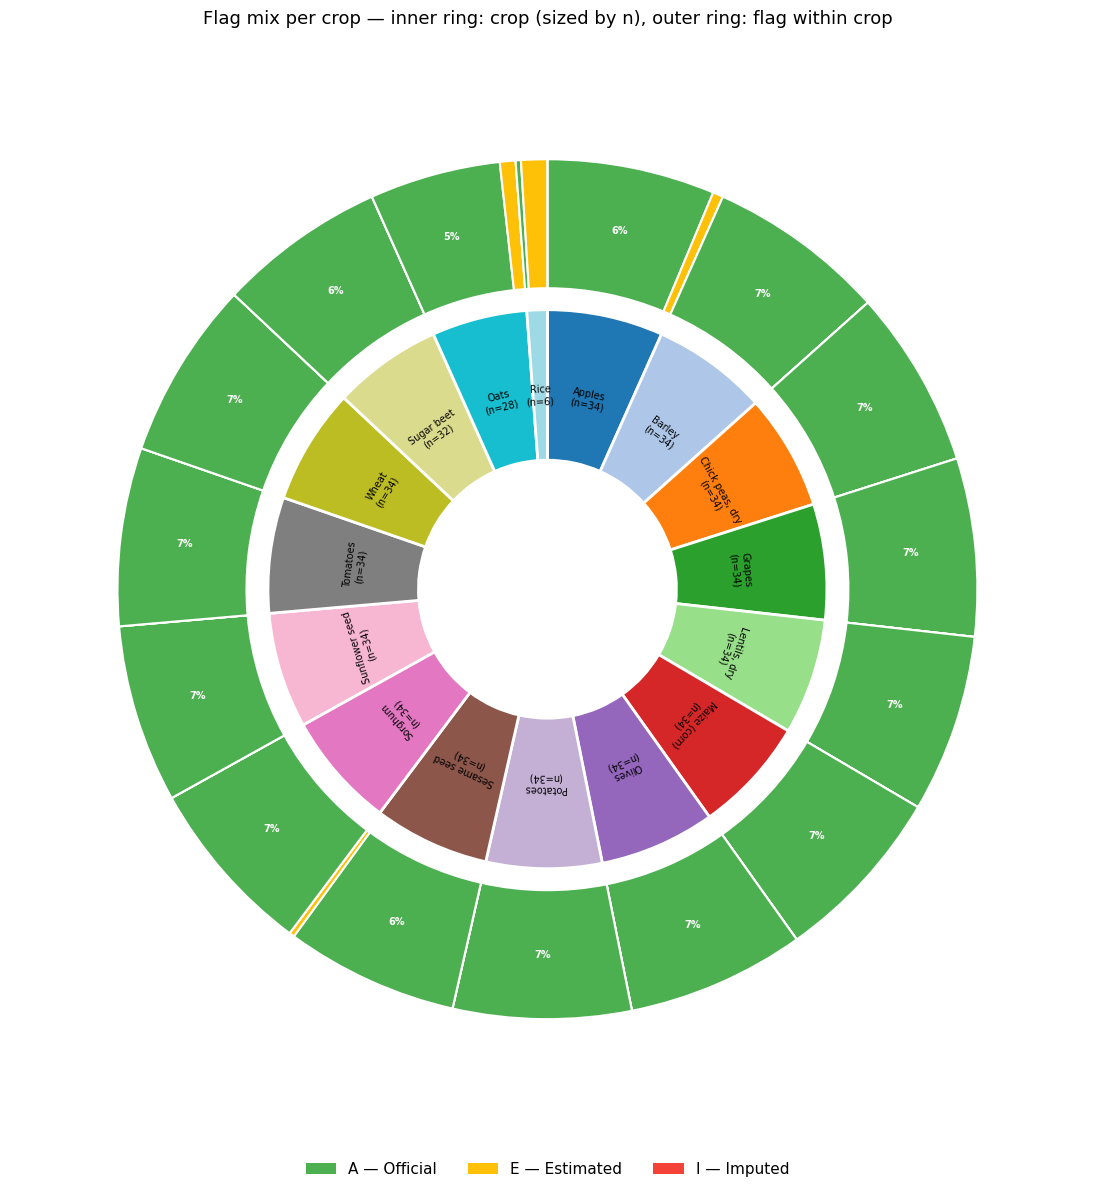 Flag mix per crop — inner ring: crop (sized by n), outer ring: flag within crop
6%
7%
7%
7%
7%
7%
7%
7%
6%
7%
7%
7%
7%
6%
5%
Apples
(n=34)
Barley
(n=34)
Chick peas, dry
(n=34)
Grapes
(n=34)
Lentils, dry
(n=34)
Maize (corn)
(n=34)
Olives
(n=34)
Potatoes
(n=34)
Sesame seed
(n=34)
Sorghum
(n=34)
Sunflower seed
(n=34)
Tomatoes
(n=34)
Wheat
(n=34)
Sugar beet
(n=32)
Oats
(n=28)
Rice
(n=6)
A — Official
E — Estimated
I — Imputed